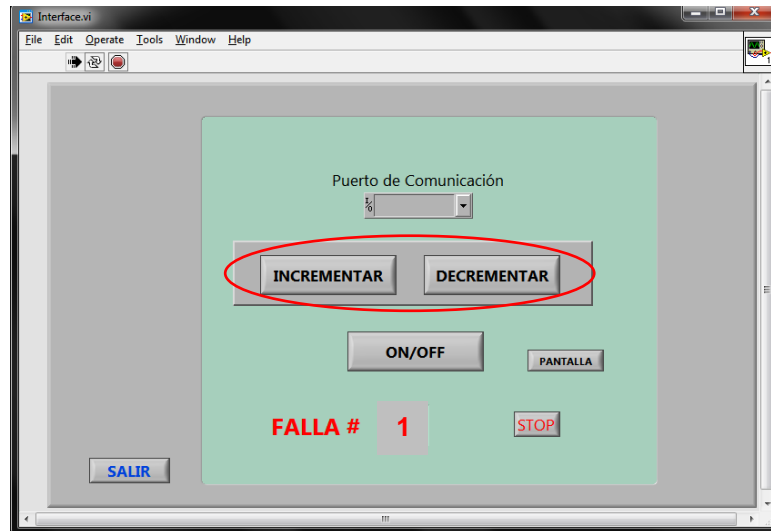 Interface.vi
File Edit Operate Tools Window Help
1
Puerto de Comunicación
I/O
INCREMENTAR DECREMENTAR
ON/OFF
PANTALLA
FALLA # 1
STOP
SALIR